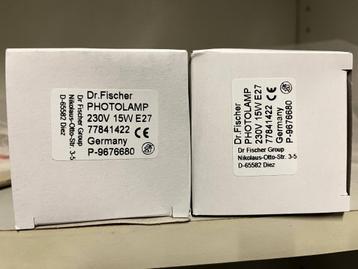 Dr.Fischer
PHOTOLAMP
230V 15W E27
77841422
Germany
P-9676680
Dr Fischer Group
Nikolaus-Otto-Str. 3-5
D-65582 Diez
Dr.Fischer
PHOTOLAMP
230V 15W E27
77841422
Germany
P-9676680
Dr Fischer Group
Nikolaus-Otto-Str. 3-5
D-65582 Diez